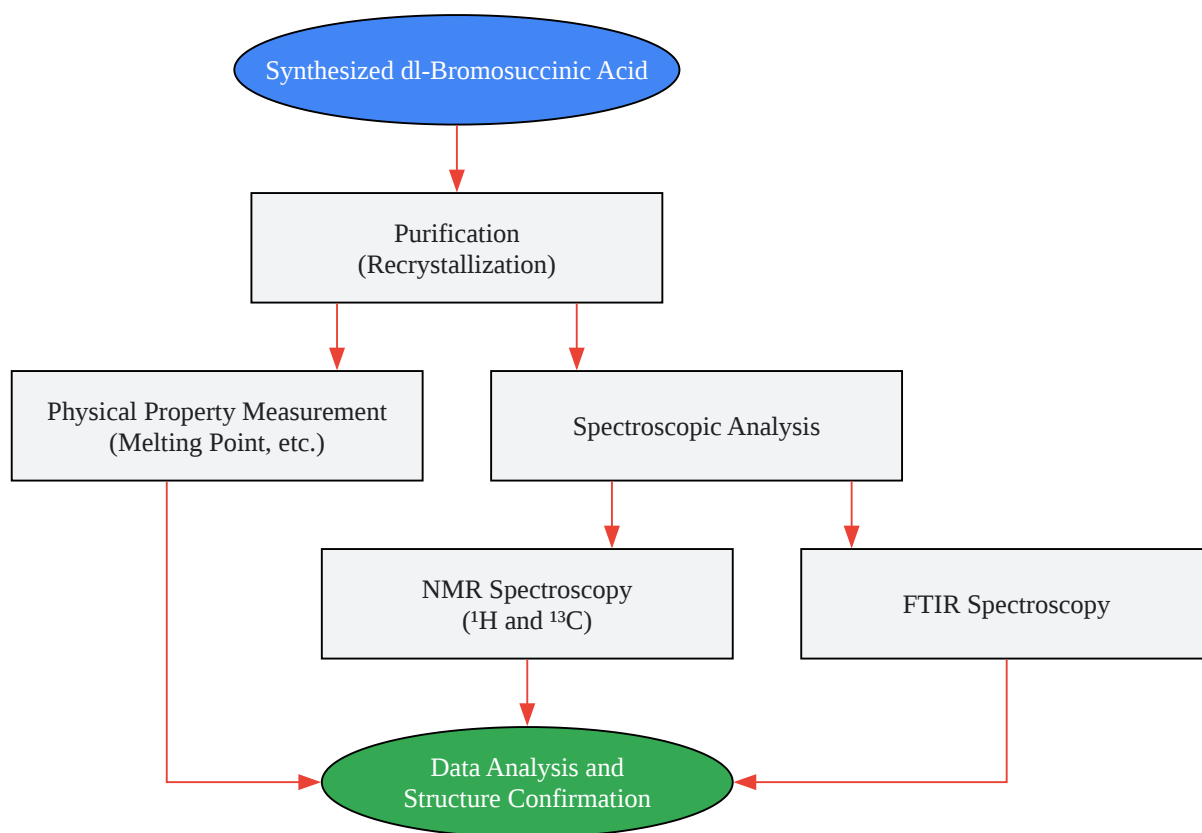 Synthesized dl-Bromosuccinic Acid
Purification
(Recrystallization)
Physical Property Measurement
(Melting Point, etc.)
Spectroscopic Analysis
NMR Spectroscopy
(¹H and ¹³C)
FTIR Spectroscopy
Data Analysis and
Structure Confirmation